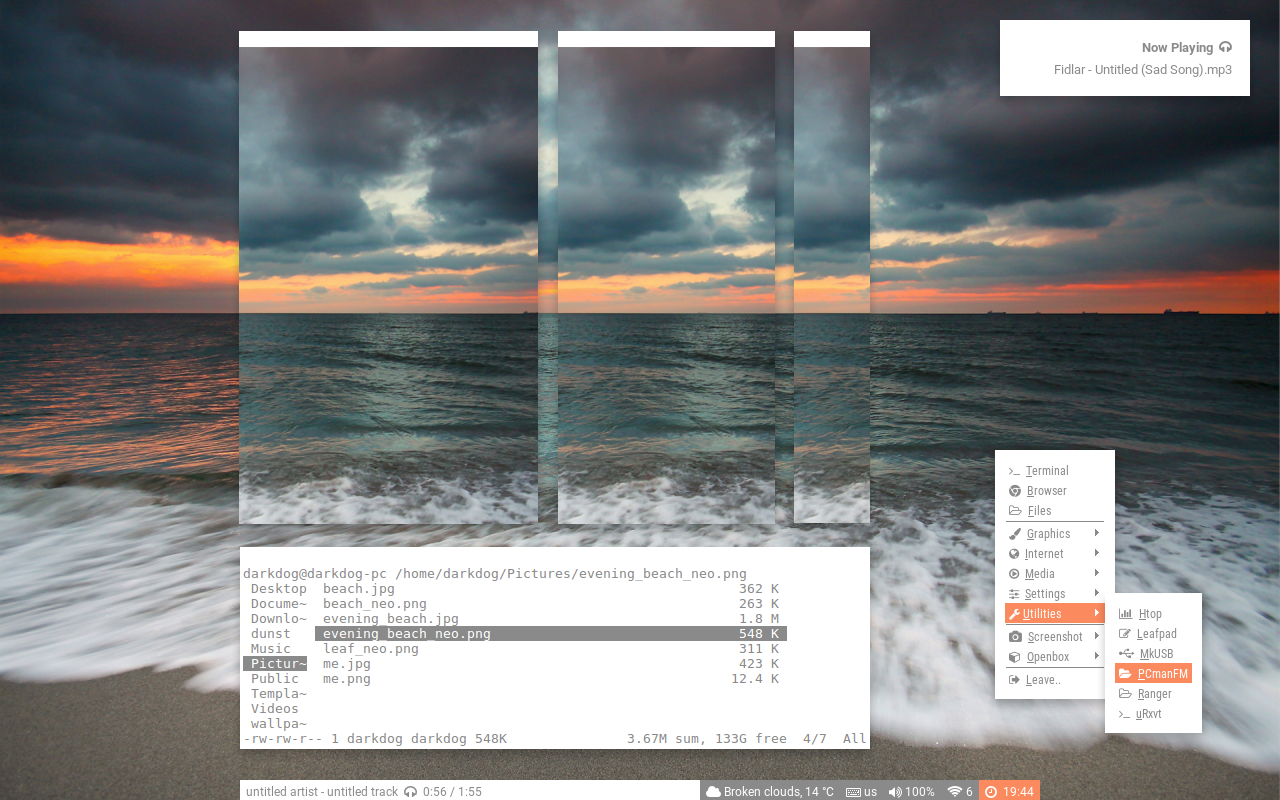 Now Playing
Fidlar - Untitled (Sad Song).mp3
Terminal
Browser
Files
Graphics
Internet
Media
Settings
Utilities
Screenshot
Openbox
Leave..
Htop
Leafpad
MkUSB
PCmanFM
Ranger
uRxvt
darkdog@darkdog-pc /home/darkdog/Pictures/evening_beach_neo.png
Desktop beach.jpg 362 K
Docume~ beach_neo.png 263 K
Downlo~ evening_beach.jpg 1.8 M
dunst evening_beach_neo.png 548 K
Music leaf_neo.png 311 K
Pictur~ me.jpg 423 K
Public me.png 12.4 K
Templa~
Videos
wallpa~
-rw-rw-r-- 1 darkdog darkdog 548K 3.67M sum, 133G free 4/7 All
untitled artist - untitled track 0:56 / 1:55 Broken clouds, 14 °C us 100% 6 19:44